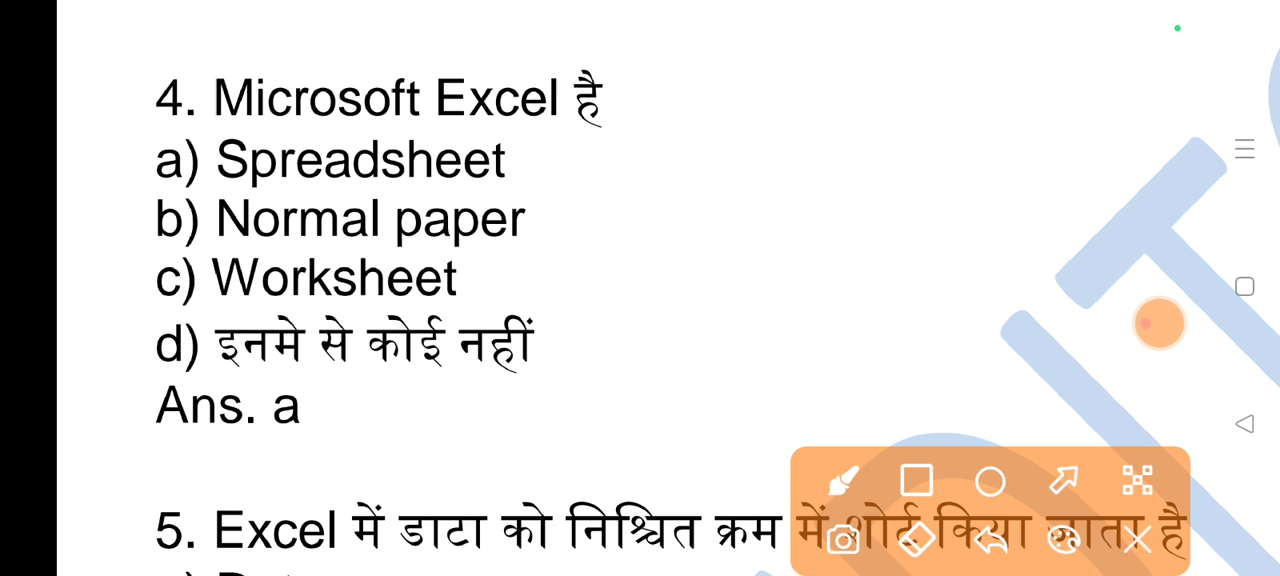 4. Microsoft Excel है
a) Spreadsheet
b) Normal paper
c) Worksheet
d) इनमे से कोई नहीं
Ans. a
5. Excel में डाटा को निश्चित क्रम में शोर्ट किया जाता है